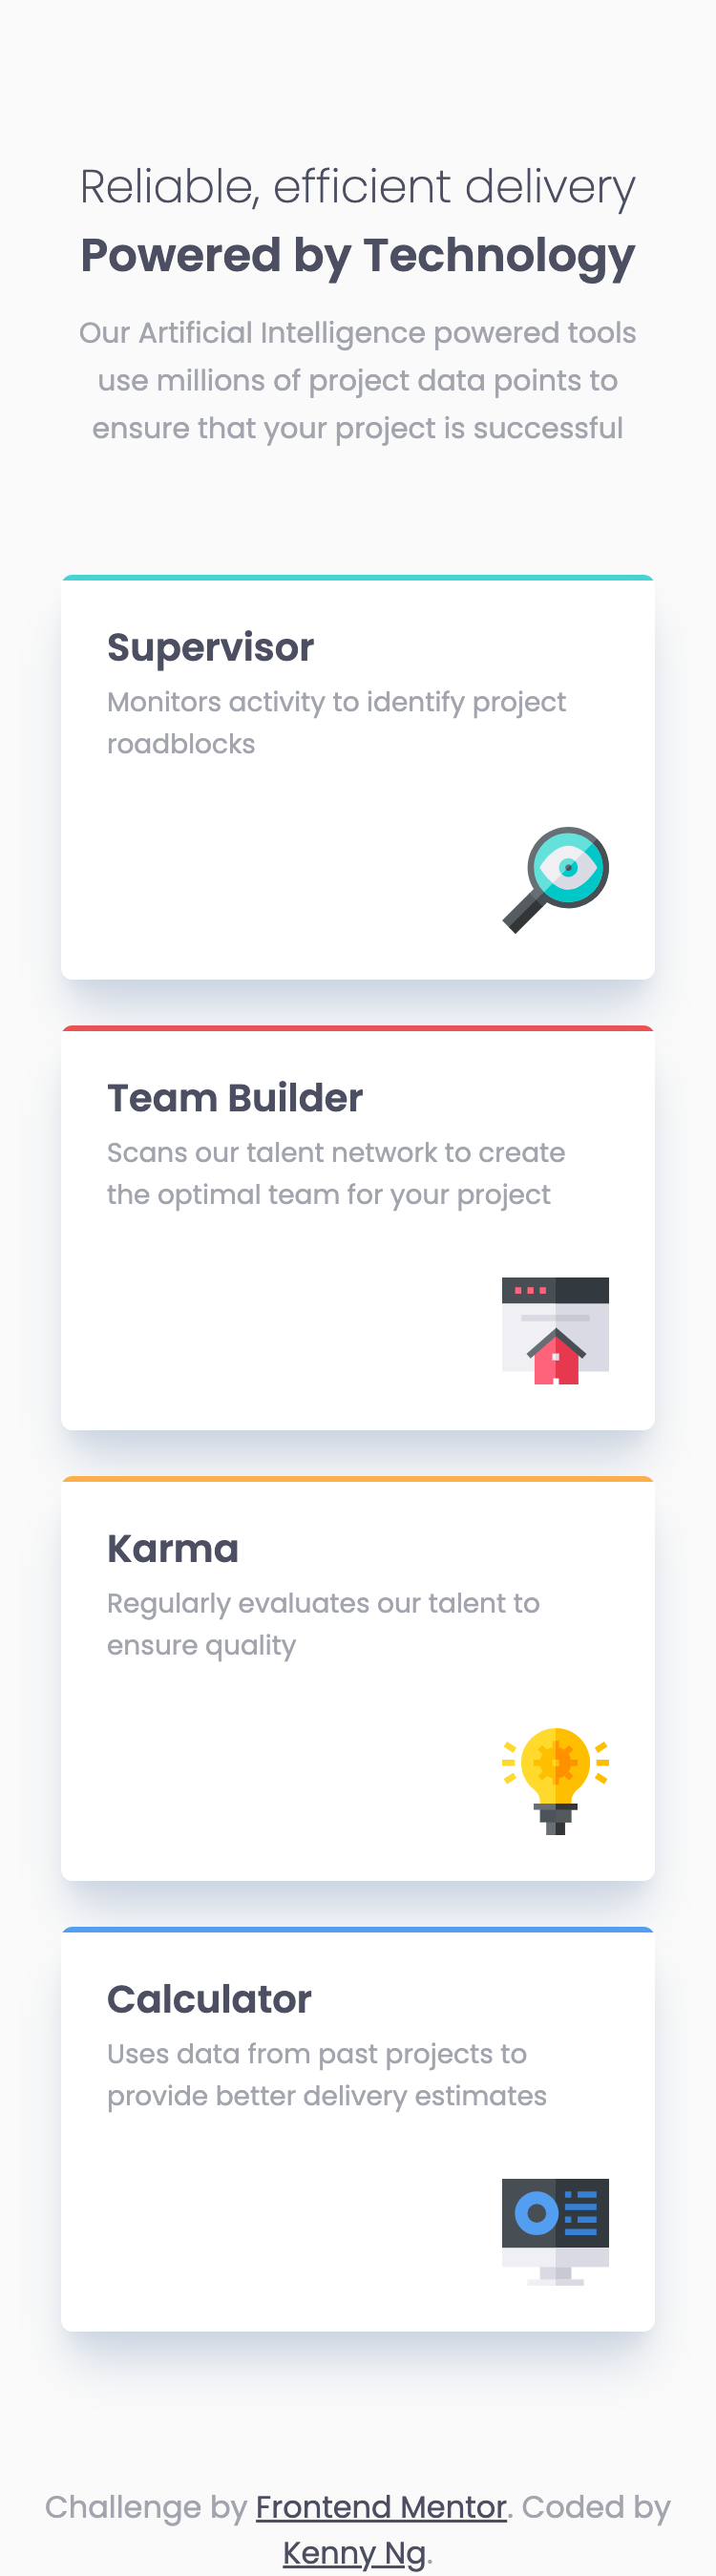 Reliable, efficient delivery
Powered by Technology
Our Artificial Intelligence powered tools
use millions of project data points to
ensure that your project is successful
Supervisor
Monitors activity to identify project
roadblocks
Team Builder
Scans our talent network to create
the optimal team for your project
Karma
Regularly evaluates our talent to
ensure quality
Calculator
Uses data from past projects to
provide better delivery estimates
Challenge by Frontend Mentor. Coded by
Kenny Ng.